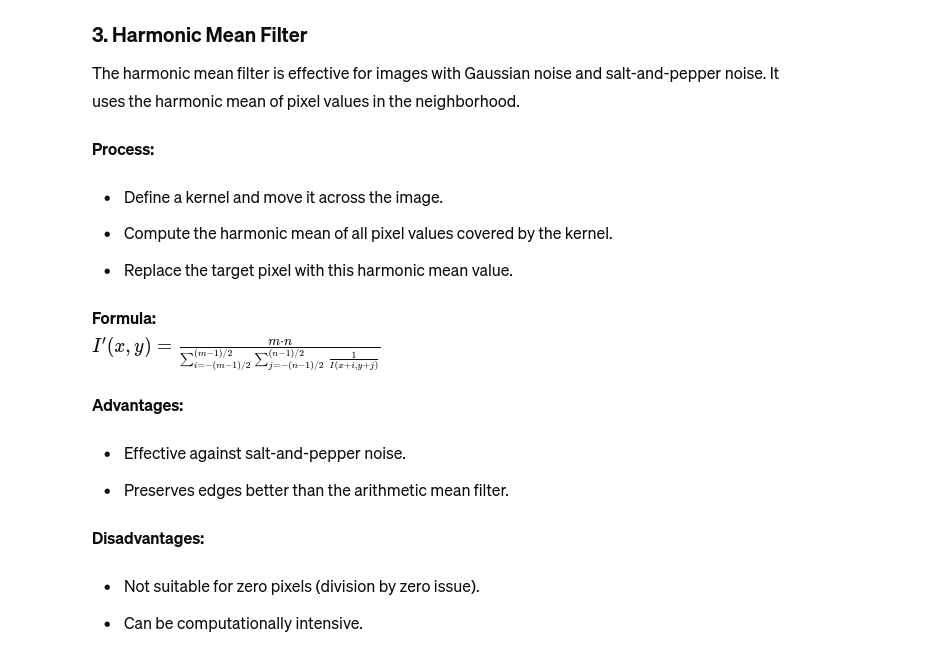 3. Harmonic Mean Filter
The harmonic mean filter is effective for images with Gaussian noise and salt-and-pepper noise. It
uses the harmonic mean of pixel values in the neighborhood.
Process:
• Define a kernel and move it across the image.
• Compute the harmonic mean of all pixel values covered by the kernel.
• Replace the target pixel with this harmonic mean value.
Formula:
$I'(x, y) = \frac{m \cdot n}{\sum_{i=-(m-1)/2}^{(m-1)/2} \sum_{j=-(n-1)/2}^{(n-1)/2} \frac{1}{I(x+i,y+j)}}$
Advantages:
• Effective against salt-and-pepper noise.
• Preserves edges better than the arithmetic mean filter.
Disadvantages:
• Not suitable for zero pixels (division by zero issue).
• Can be computationally intensive.